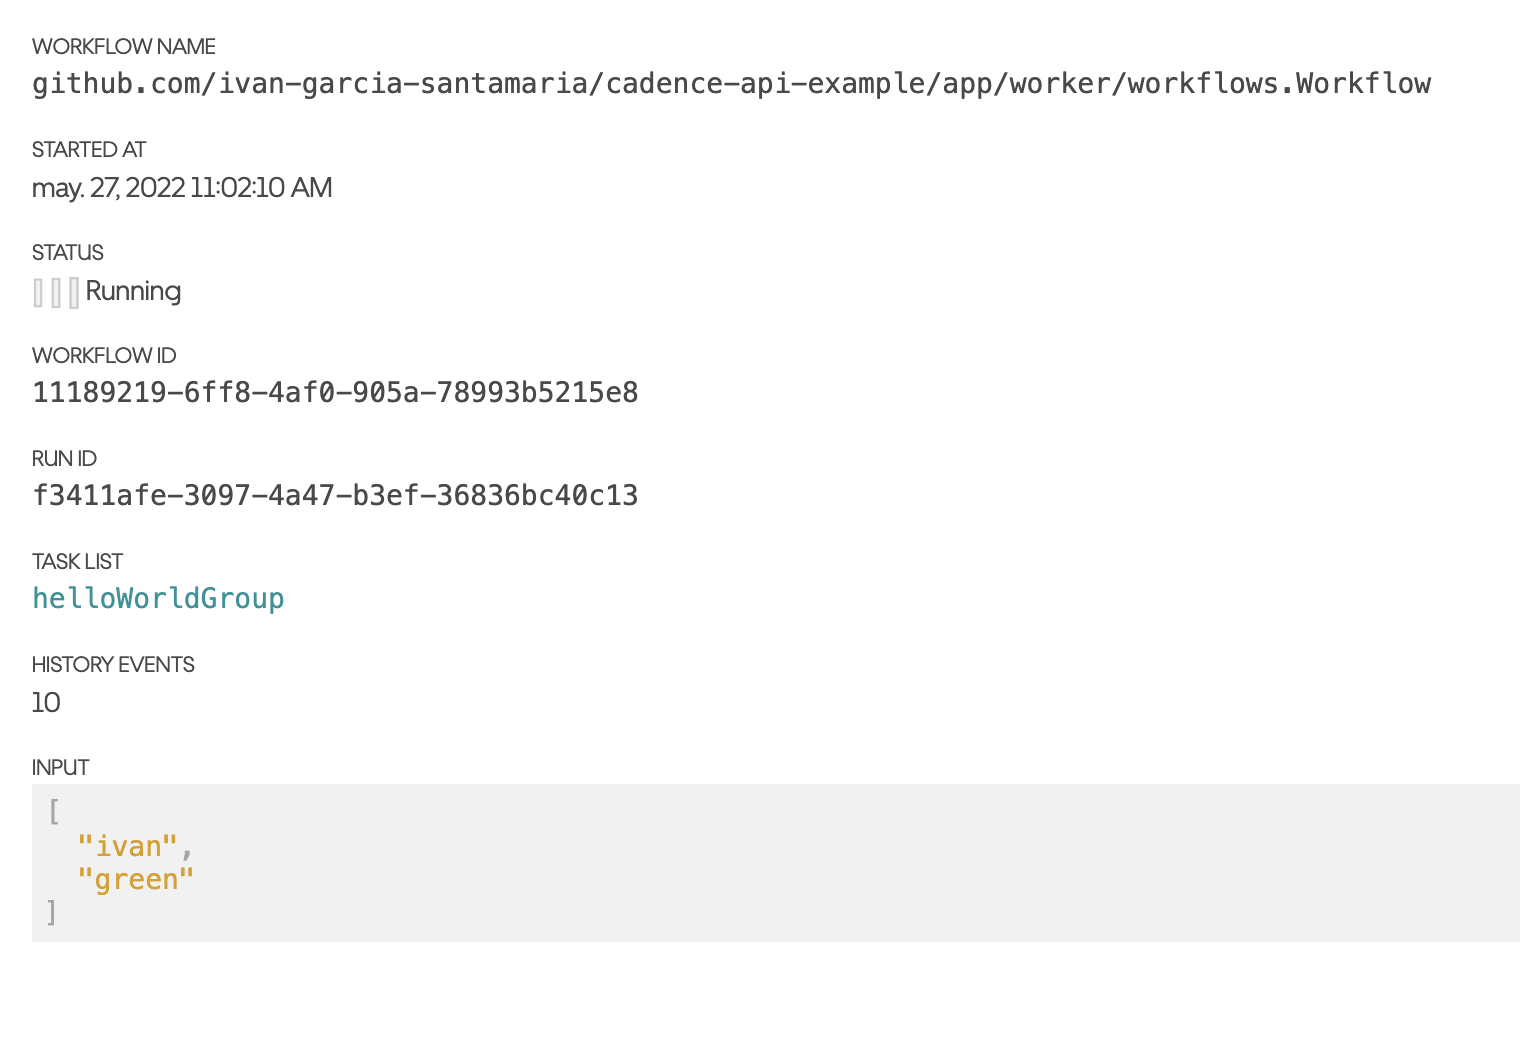 WORKFLOW NAME
github.com/ivan-garcia-santamaria/cadence-api-example/app/worker/workflows.Workflow
STARTED AT
may. 27, 2022 11:02:10 AM
STATUS
Running
WORKFLOW ID
11189219-6ff8-4af0-905a-78993b5215e8
RUN ID
f3411afe-3097-4a47-b3ef-36836bc40c13
TASK LIST
helloWorldGroup
HISTORY EVENTS
10
INPUT
[
"ivan",
"green"
]